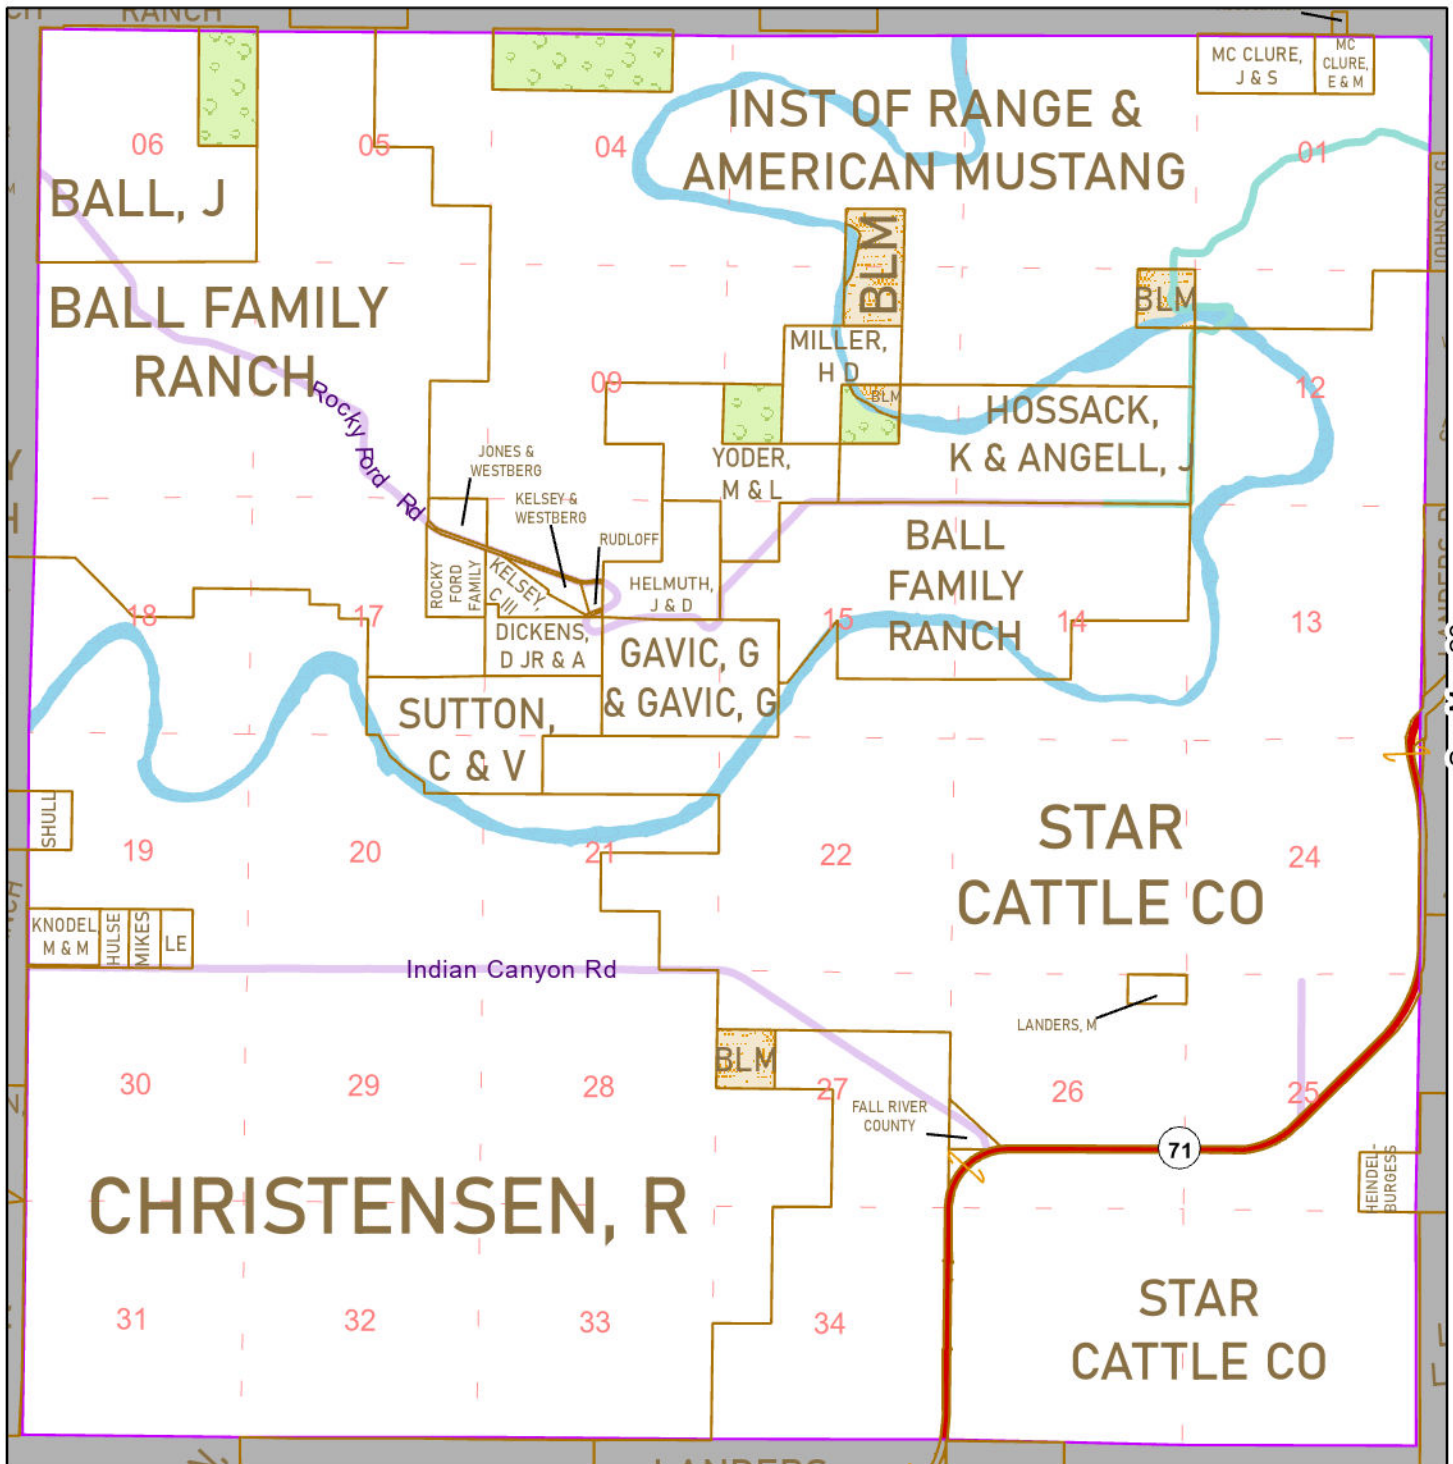 RANCH
MC CLURE,
J & S
MC
CLURE,
E & M
INST OF RANGE &
AMERICAN MUSTANG
06
05
04
01
BALL, J
JOHNSON, G
BLM
BLM
BALL FAMILY
RANCH
MILLER,
H D
09
12
BLM
HOSSACK,
K & ANGELL, J
Rocky Ford Rd
JONES &
WESTBERG
YODER,
M & L
KELSEY &
WESTBERG
RUDLOFF
BALL
FAMILY
RANCH
ROCKY
FORD
FAMILY
KELSEY,
C III
HELMUTH,
J & D
18
17
15
14
13
DICKENS,
D JR & A
GAVIC, G
& GAVIC, G
SUTTON,
C & V
SHULL
19
20
21
22
24
STAR
CATTLE CO
KNODEL,
M & M
HULSE
MIKES
LE
Indian Canyon Rd
LANDERS, M
BLM
30
29
28
27
26
25
FALL RIVER
COUNTY
71
HEINDEL-
BURGESS
CHRISTENSEN, R
STAR
CATTLE CO
31
32
33
34
LANDERS